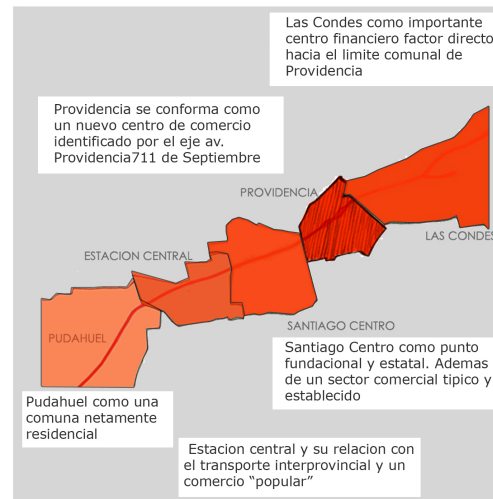 Las Condes como importante
centro financiero factor directo
hacia el limite comunal de
Providencia
Providencia se conforma como
un nuevo centro de comercio
identificado por el eje av.
Providencia711 de Septiembre
PROVIDENCIA
LAS CONDES
ESTACION CENTRAL
SANTIAGO CENTRO
PUDAHUEL
Santiago Centro como punto
fundacional y estatal. Ademas
de un sector comercial tipico y
establecido
Pudahuel como una
comuna netamente
residencial
Estacion central y su relacion con
el transporte interprovincial y un
comercio “popular”